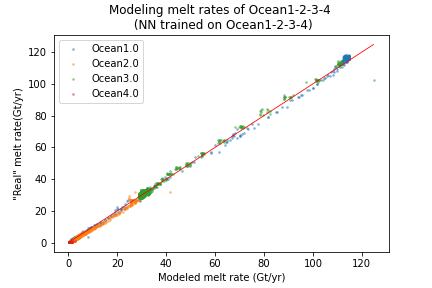 Modeling melt rates of Ocean1-2-3-4
(NN trained on Ocean1-2-3-4)
"Real" melt rate(Gt/yr)
120
100
80
60
40
20
0
Ocean1.0
Ocean2.0
Ocean3.0
Ocean4.0
0 20 40 60 80 100 120
Modeled melt rate (Gt/yr)